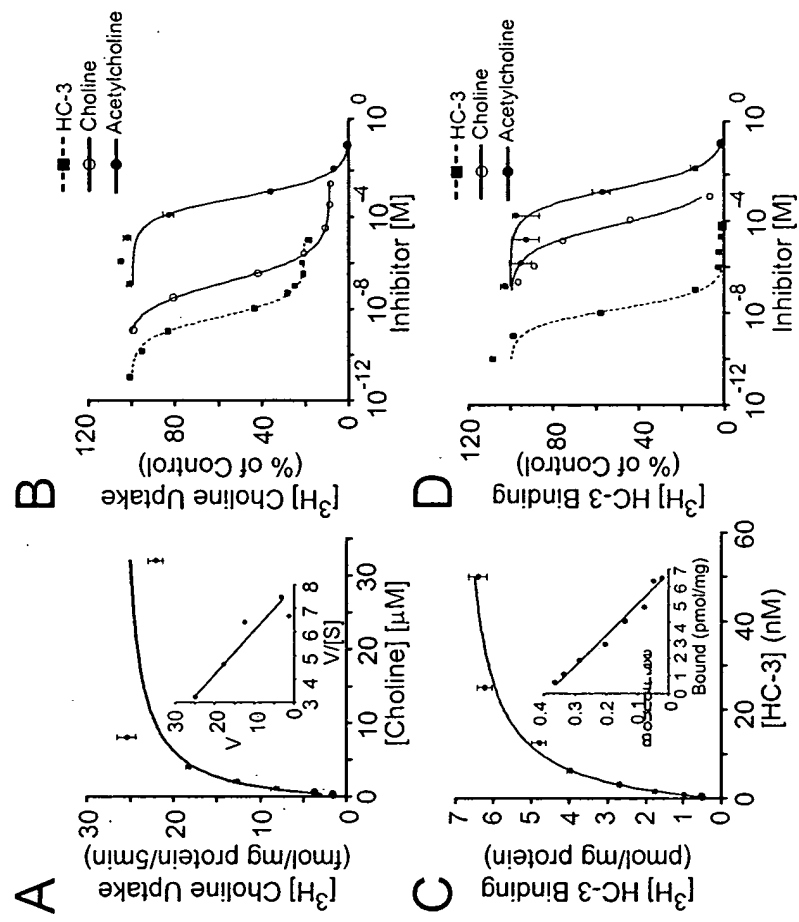 A
[³H] Choline Uptake
(fmol/mg protein/5min)
30
20
10
0
0
10
20
30
[Choline] [μM]
V
30
20
10
0
3 4 5 6 7 8
V/[S]
B
[³H] Choline Uptake
(% of Control)
120
80
60
40
20
0
10⁻¹²
10⁻⁸
10⁻⁴
10⁰
Inhibitor [M]
HC-3
Choline
Acetylcholine
C
[³H] HC-3 Binding
(pmol/mg protein)
7
6
5
4
3
2
1
0
0
20
40
60
[HC-3] (nM)
0.4
0.3
0.2
0.1
0
0 1 2 3 4 5 6 7
Bound (pmol/mg)
D
[³H] HC-3 Binding
(% of Control)
120
80
60
40
20
0
10⁻¹²
10⁻⁸
10⁻⁴
10⁰
Inhibitor [M]
HC-3
Choline
Acetylcholine